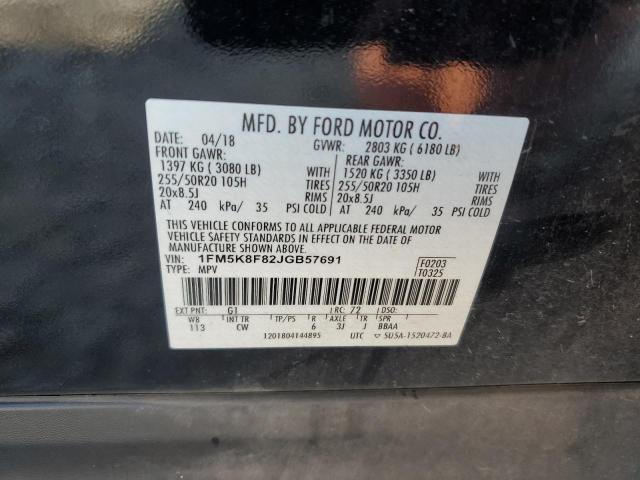 MFD. BY FORD MOTOR CO.
DATE: 04/18 GVWR: 2803 KG ( 6180 LB)
FRONT GAWR: REAR GAWR:
1397 KG ( 3080 LB) 1520 KG ( 3350 LB)
255/50R20 105H TIRES 255/50R20 105H TIRES
20x8.5J RIMS 20x8.5J RIMS
AT 240 kPa/ 35 PSI COLD AT 240 kPa/ 35 PSI COLD
THIS VEHICLE CONFORMS TO ALL APPLICABLE FEDERAL MOTOR
VEHICLE SAFETY STANDARDS IN EFFECT ON THE DATE OF
MANUFACTURE SHOWN ABOVE.
VIN: 1FM5K8F82JGB57691 F0203
TYPE: MPV T0325
EXT PNT: G1 RC: 72 DSO:
WB INT TR TP/PS R AXLE TR SPR
113 CW 6 3J J BBAA
1201804144895 UTC ▽ 5U5A-1520472-BA